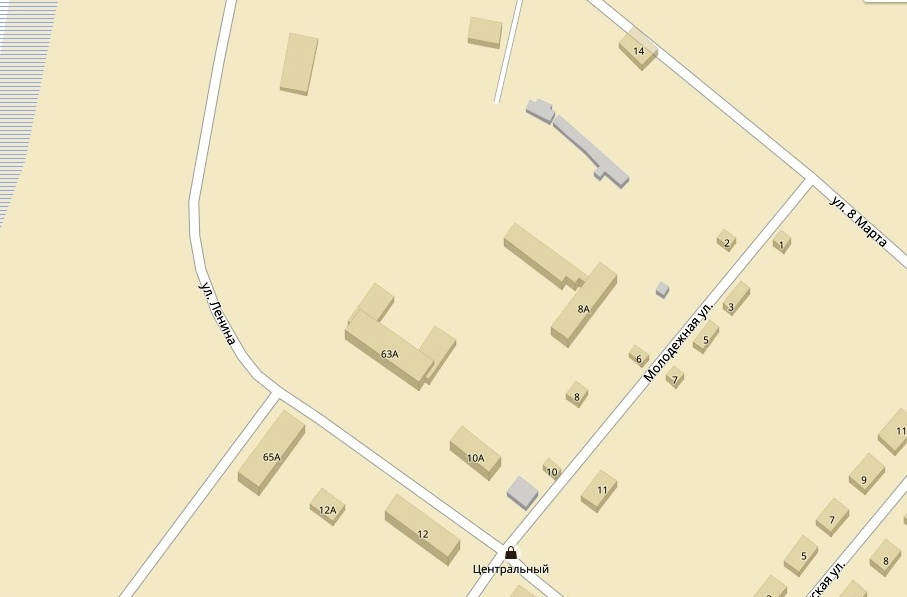 14
ул. 8 Марта
2
1
ул. Ленина
3
8А
Молодежная ул.
5
63А
6
7
8
11
65А
10А
10
9
11
12А
7
12
5
8
Центральный